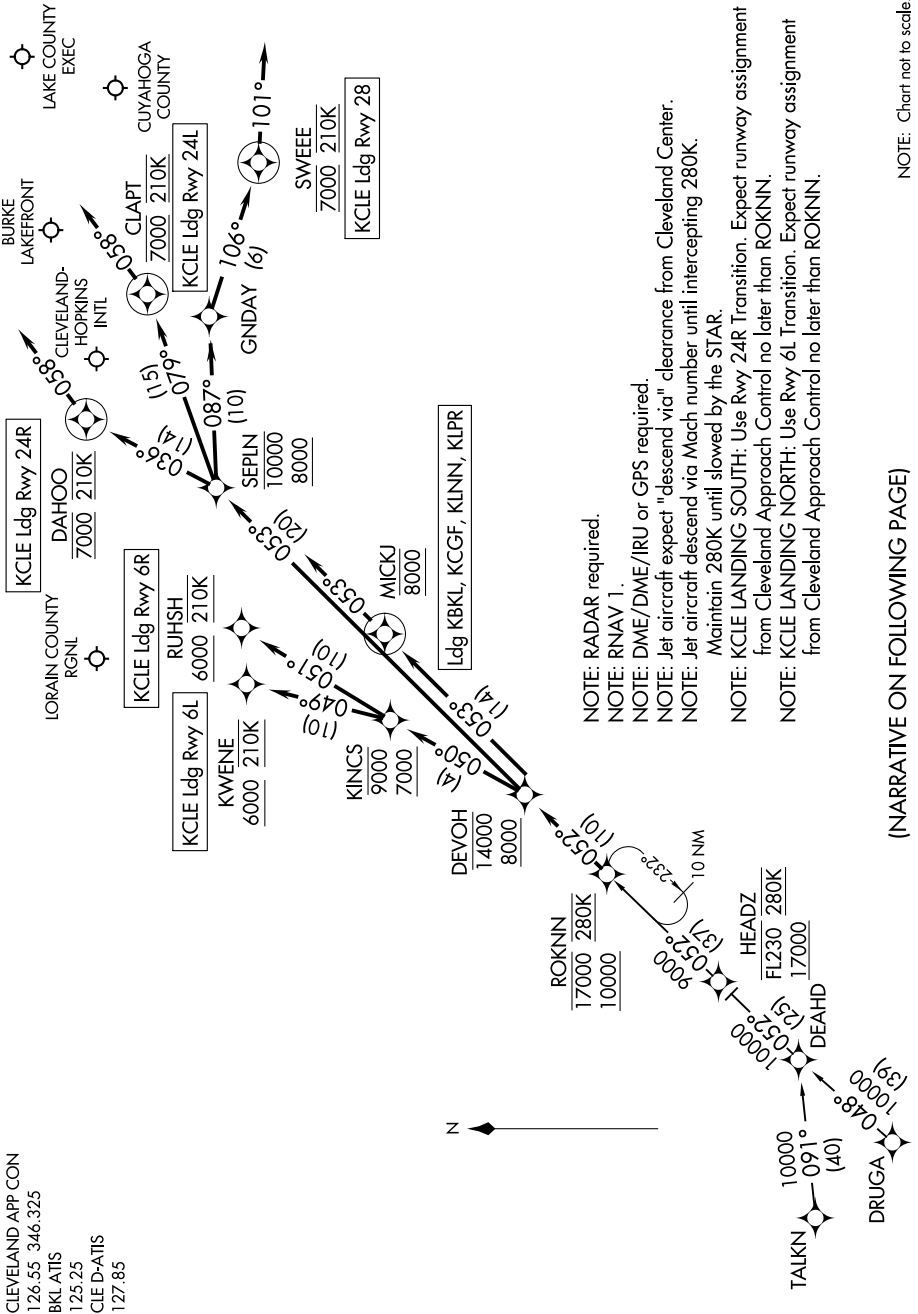 CLEVELAND APP CON
126.55 346.325
BKL ATIS
125.25
CLE D-ATIS
127.85
LAKE COUNTY
EXEC
BURKE
LAKEFRONT
CUYAHOGA
COUNTY
CLEVELAND-
HOPKINS
INTL
LORAIN COUNTY
RGNL
KCLE Ldg Rwy 24R
DAHOO
7000 210K
058°
036°
(14)
CLAPT
7000 210K
KCLE Ldg Rwy 24L
058°
079°
(15)
101°
SWEEE
7000 210K
KCLE Ldg Rwy 28
106°
(6)
GNDAY
087°
(10)
SEPLN
10000
8000
KCLE Ldg Rwy 6R
RUHSH
6000 210K
KCLE Ldg Rwy 6L
KWENE
6000 210K
051°
(10)
049°
(10)
KINCS
9000
7000
053°
(20)
053°
MICKJ
8000
Ldg KBKL, KCGF, KLNN, KLPR
050°
(4)
053°
(14)
DEVOH
14000
8000
052°
(10)
ROKNN
17000 280K
10000
232°
10 NM
9000
052°
(37)
HEADZ
FL230 280K
17000
10000
052°
(25)
DEAHD
10000
091°
(40)
TALKN
10000
048°
(39)
DRUGA
N
NOTE: RADAR required.
NOTE: RNAV 1.
NOTE: DME/DME/IRU or GPS required.
NOTE: Jet aircraft expect "descend via" clearance from Cleveland Center.
NOTE: Jet aircraft descend via Mach number until intercepting 280K.
Maintain 280K until slowed by the STAR.
NOTE: KCLE LANDING SOUTH: Use Rwy 24R Transition. Expect runway assignment
from Cleveland Approach Control no later than ROKNN.
NOTE: KCLE LANDING NORTH: Use Rwy 6L Transition. Expect runway assignment
from Cleveland Approach Control no later than ROKNN.
(NARRATIVE ON FOLLOWING PAGE)
NOTE: Chart not to scale